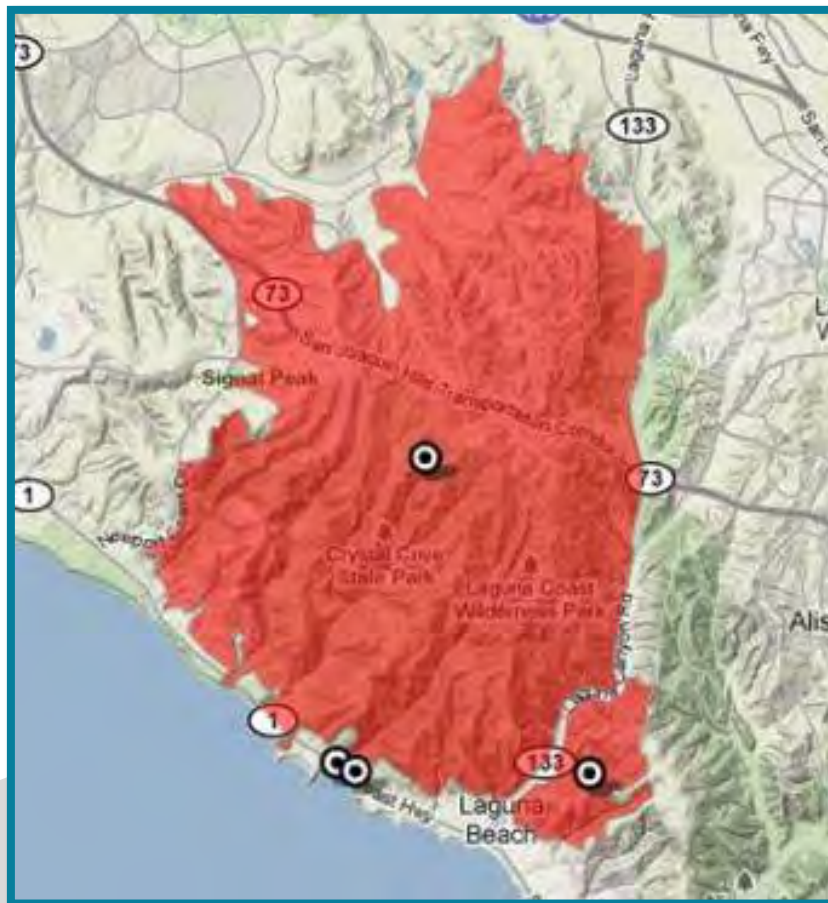 73
133
73
San Joaquin Hills Transportation Corridor
Signal Peak
1
73
Crystal Cove
State Park
Laguna Coast
Wilderness Park
Alis
1
133
Laguna
Beach